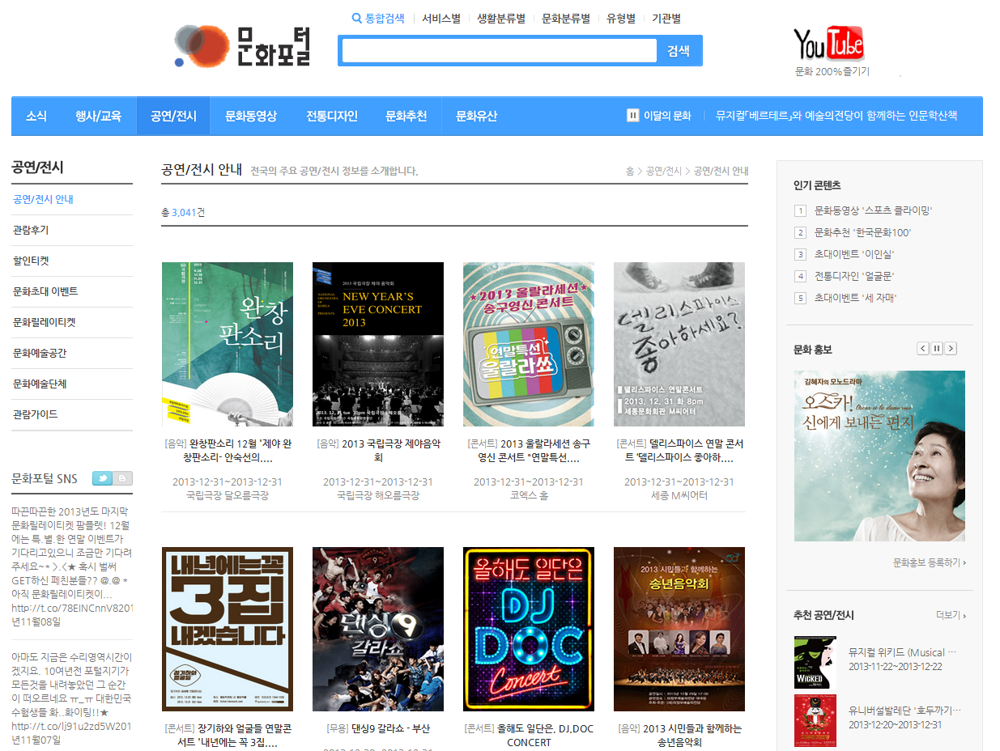 통합검색 서비스별 생활분류별 문화분류별 유형별 기관별
문화포털
검색
YouTube
문화 200%즐기기
소식 행사/교육 공연/전시 문화동영상 전통디자인 문화추천 문화유산
이달의 문화 뮤지컬「베르테르」와 예술의전당이 함께하는 인문학산책
공연/전시
공연/전시 안내
관람후기
할인티켓
문화초대 이벤트
문화릴레이티켓
문화예술공간
문화예술단체
관람가이드
문화포털 SNS
따끈따끈한 2013년도 마지막
문화릴레이티켓 팜플렛! 12월
에는 특.별.한 연말 이벤트가
기다리고있으니 조금만 기다려
주세요~* >.<★ 혹시 벌써
GET하신 페친분들?? @.@ *
아직 문화릴레이티켓이...
http://t.co/78EINCnnV8201
년11월08일
아마도 지금은 수리영역시간이
겠지요. 10여년전 포털지기가
모든것을 내려놓았던 그 순간
이 떠오르네요 ㅠ_ㅠ 대한민국
수험생들 화..화이팅!!★
http://t.co/lj91u2zd5W201
년11월07일
공연/전시 안내 전국의 주요 공연/전시 정보를 소개합니다.
홈 > 공연/전시 > 공연/전시 안내
총 3,041건
완창
판소리
2013 국립극장 제야 음악회
NATIONAL
ORCHESTRA
OF
KOREA
PRESENTS
NEW YEAR'S
EVE CONCERT
2013
2013. 12. 31 tue 10pm 국립극장 해오름
★2013 울랄라세션★
송구영신 콘서트
연말특선
울랄라쑈
델리스파이스
좋아하세요?
델리스파이스 연말콘서트
2013. 12. 31 화 8pm
세종문화회관 M씨어터
[음악] 완창판소리 12월 '제야 완
창판소리- 안숙선의....
2013-12-31~2013-12-31
국립극장 달오름극장
[음악] 2013 국립극장 제야음악
회
2013-12-31~2013-12-31
국립극장 해오름극장
[콘서트] 2013 울랄라세션 송구
영신 콘서트 "연말특선....
2013-12-31~2013-12-31
코엑스 홀
[콘서트] 델리스파이스 연말 콘서
트 '델리스파이스 좋아하....
2013-12-31~2013-12-31
세종 M씨어터
내년에는꼭
3집
내겠습니다
장기하와
얼굴들
댄싱9
갈라쇼
올해도 일단은
DJ
DOC
Concert
2013 시민들과 함께하는
송년음악회
[콘서트] 장기하와 얼굴들 연말콘
서트 '내년에는 꼭 3집....
[무용] 댄싱9 갈라쇼 - 부산
[콘서트] 올해도 일단은, DJ,DOC
CONCERT
[음악] 2013 시민들과 함께하는
송년음악회
인기 콘텐츠
1 문화동영상 '스포츠 클라이밍'
2 문화추천 '한국문화100'
3 초대이벤트 '이인실'
4 전통디자인 '얼굴문'
5 초대이벤트 '세 자매'
문화 홍보
김혜자의 모노드라마
오스카!
신에게 보내는 편지
문화홍보 등록하기 ›
추천 공연/전시 더보기 ›
WICKED
뮤지컬 위키드 (Musical …
2013-11-22~2013-12-22
유니버설발레단 '호두까기…
2013-12-20~2013-12-31